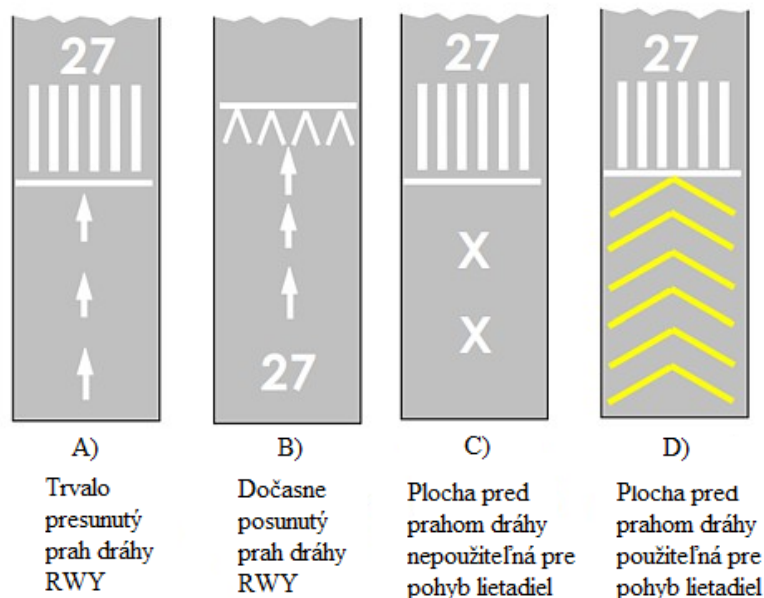 27
27
27
27
X
X
A)
B)
C)
D)
Trvalo
presunutý
prah dráhy
RWY
Dočasne
posunutý
prah dráhy
RWY
Plocha pred
prahom dráhy
nepoužiteľná pre
pohyb lietadiel
Plocha pred
prahom dráhy
použiteľná pre
pohyb lietadiel